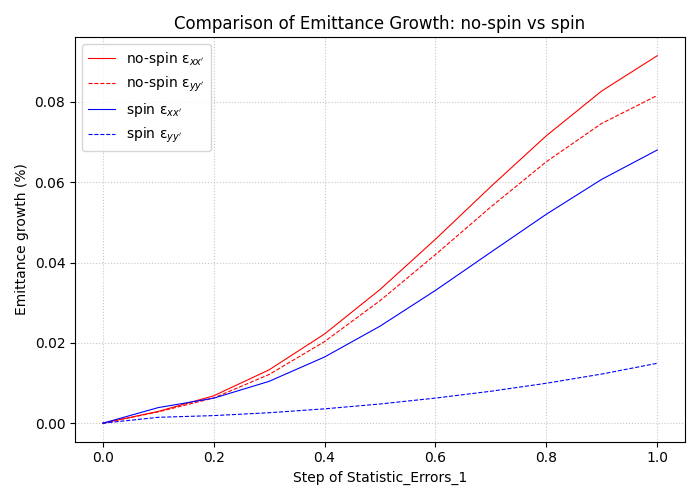 Comparison of Emittance Growth: no-spin vs spin
no-spin εxx′
no-spin εyy′
spin εxx′
spin εyy′
Emittance growth (%)
0.08
0.06
0.04
0.02
0.00
0.0 0.2 0.4 0.6 0.8 1.0
Step of Statistic_Errors_1